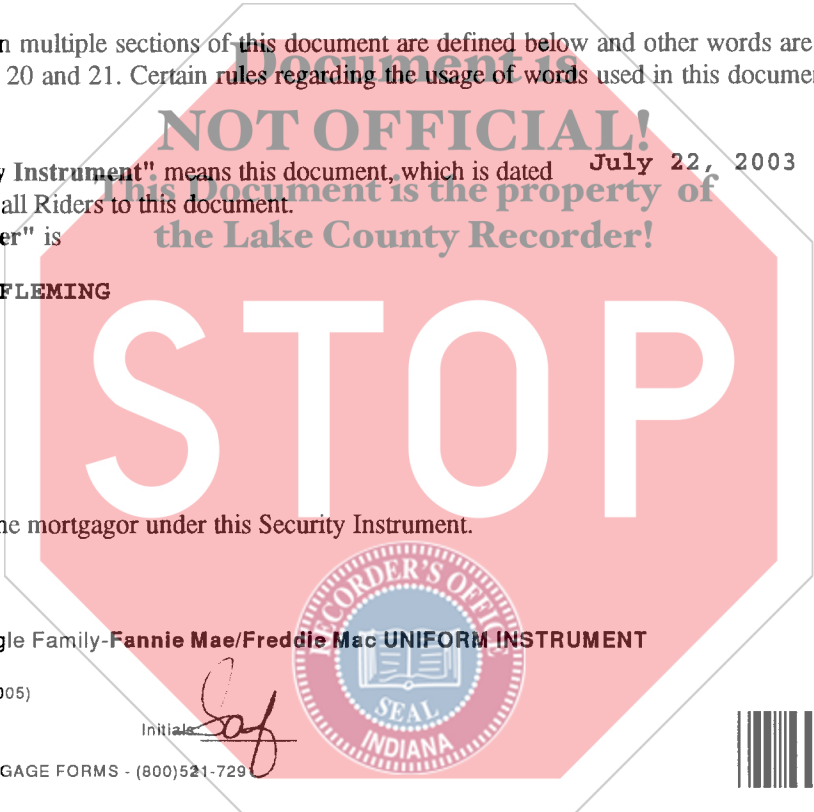 n multiple sections of this document are defined below and other words are
20 and 21. Certain rules regarding the usage of words used in this documen
Document is
NOT OFFICIAL!
This Document is the property of
the Lake County Recorder!
Instrument" means this document, which is dated July 22, 2003
all Riders to this document.
er" is
FLEMING
STOP
ne mortgagor under this Security Instrument.
RECORDER'S OFFICE
SEAL
INDIANA
gle Family-Fannie Mae/Freddie Mac UNIFORM INSTRUMENT
005)
Initials
GAGE FORMS - (800)521-729